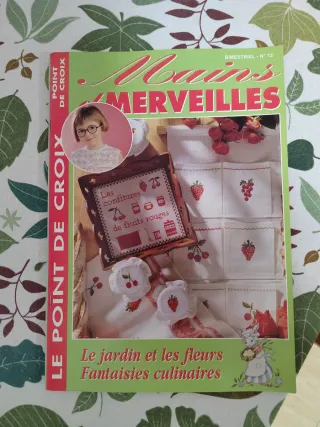 POINT
DE CROIX
BIMESTRIEL - N° 12
Mains
& MERVEILLES
LE POINT DE CROIX
Les
confitures
de fruits rouges
Le jardin et les fleurs
Fantaisies culinaires